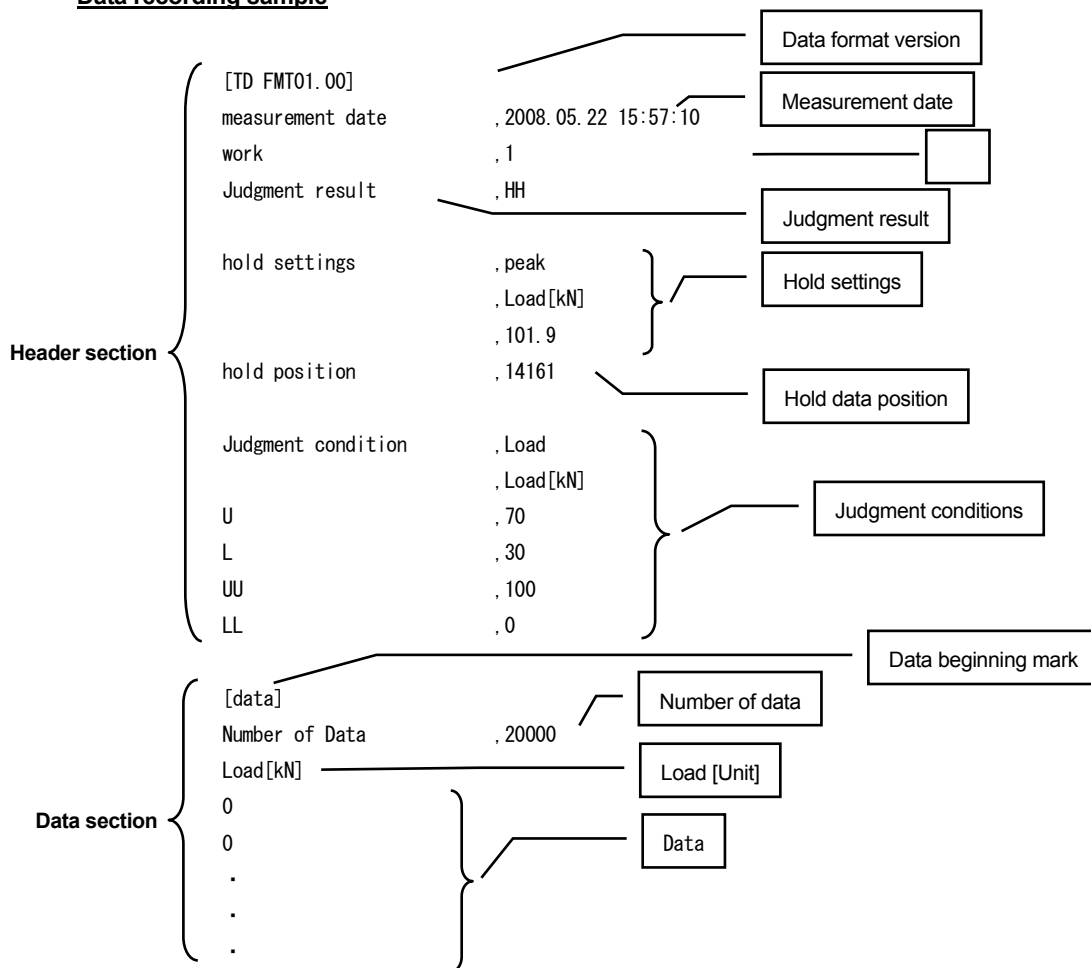 Data recording sample
Data format version
[TD FMT01.00]
measurement date ,2008.05.22 15:57:10
Measurement date
work ,1
Judgment result ,HH
Judgment result
hold settings ,peak
Hold settings
,Load[kN]
,101.9
Header section
hold position ,14161
Hold data position
Judgment condition ,Load
,Load[kN]
U ,70
Judgment conditions
L ,30
UU ,100
LL ,0
Data beginning mark
[data]
Number of data
Number of Data ,20000
Load[kN]
Load [Unit]
0
Data section
0
Data
.
.
.